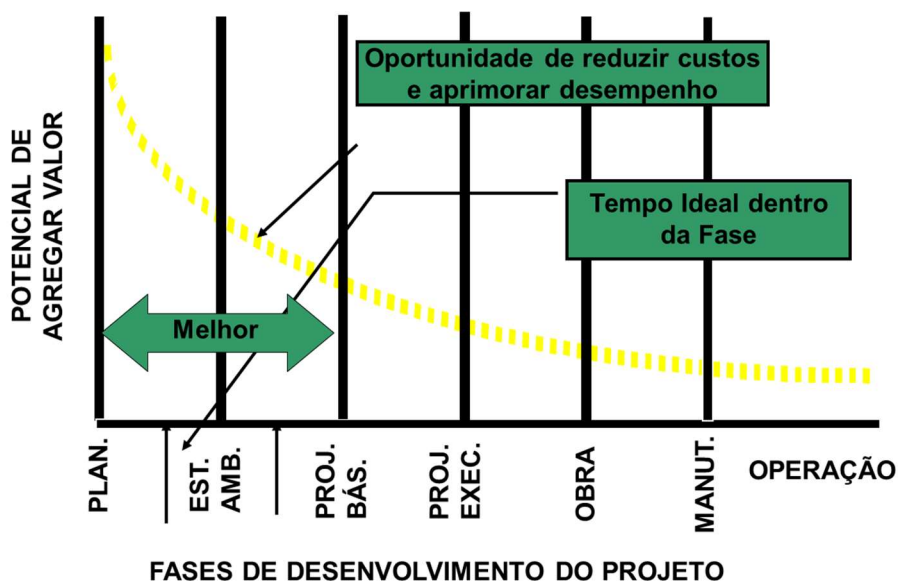 Oportunidade de reduzir custos
e aprimorar desempenho
Tempo Ideal dentro
da Fase
POTENCIAL DE
AGREGAR VALOR
Melhor
PLAN.
EST.
AMB.
PROJ.
BÁS.
PROJ.
EXEC.
OBRA
MANUT.
OPERAÇÃO
FASES DE DESENVOLVIMENTO DO PROJETO